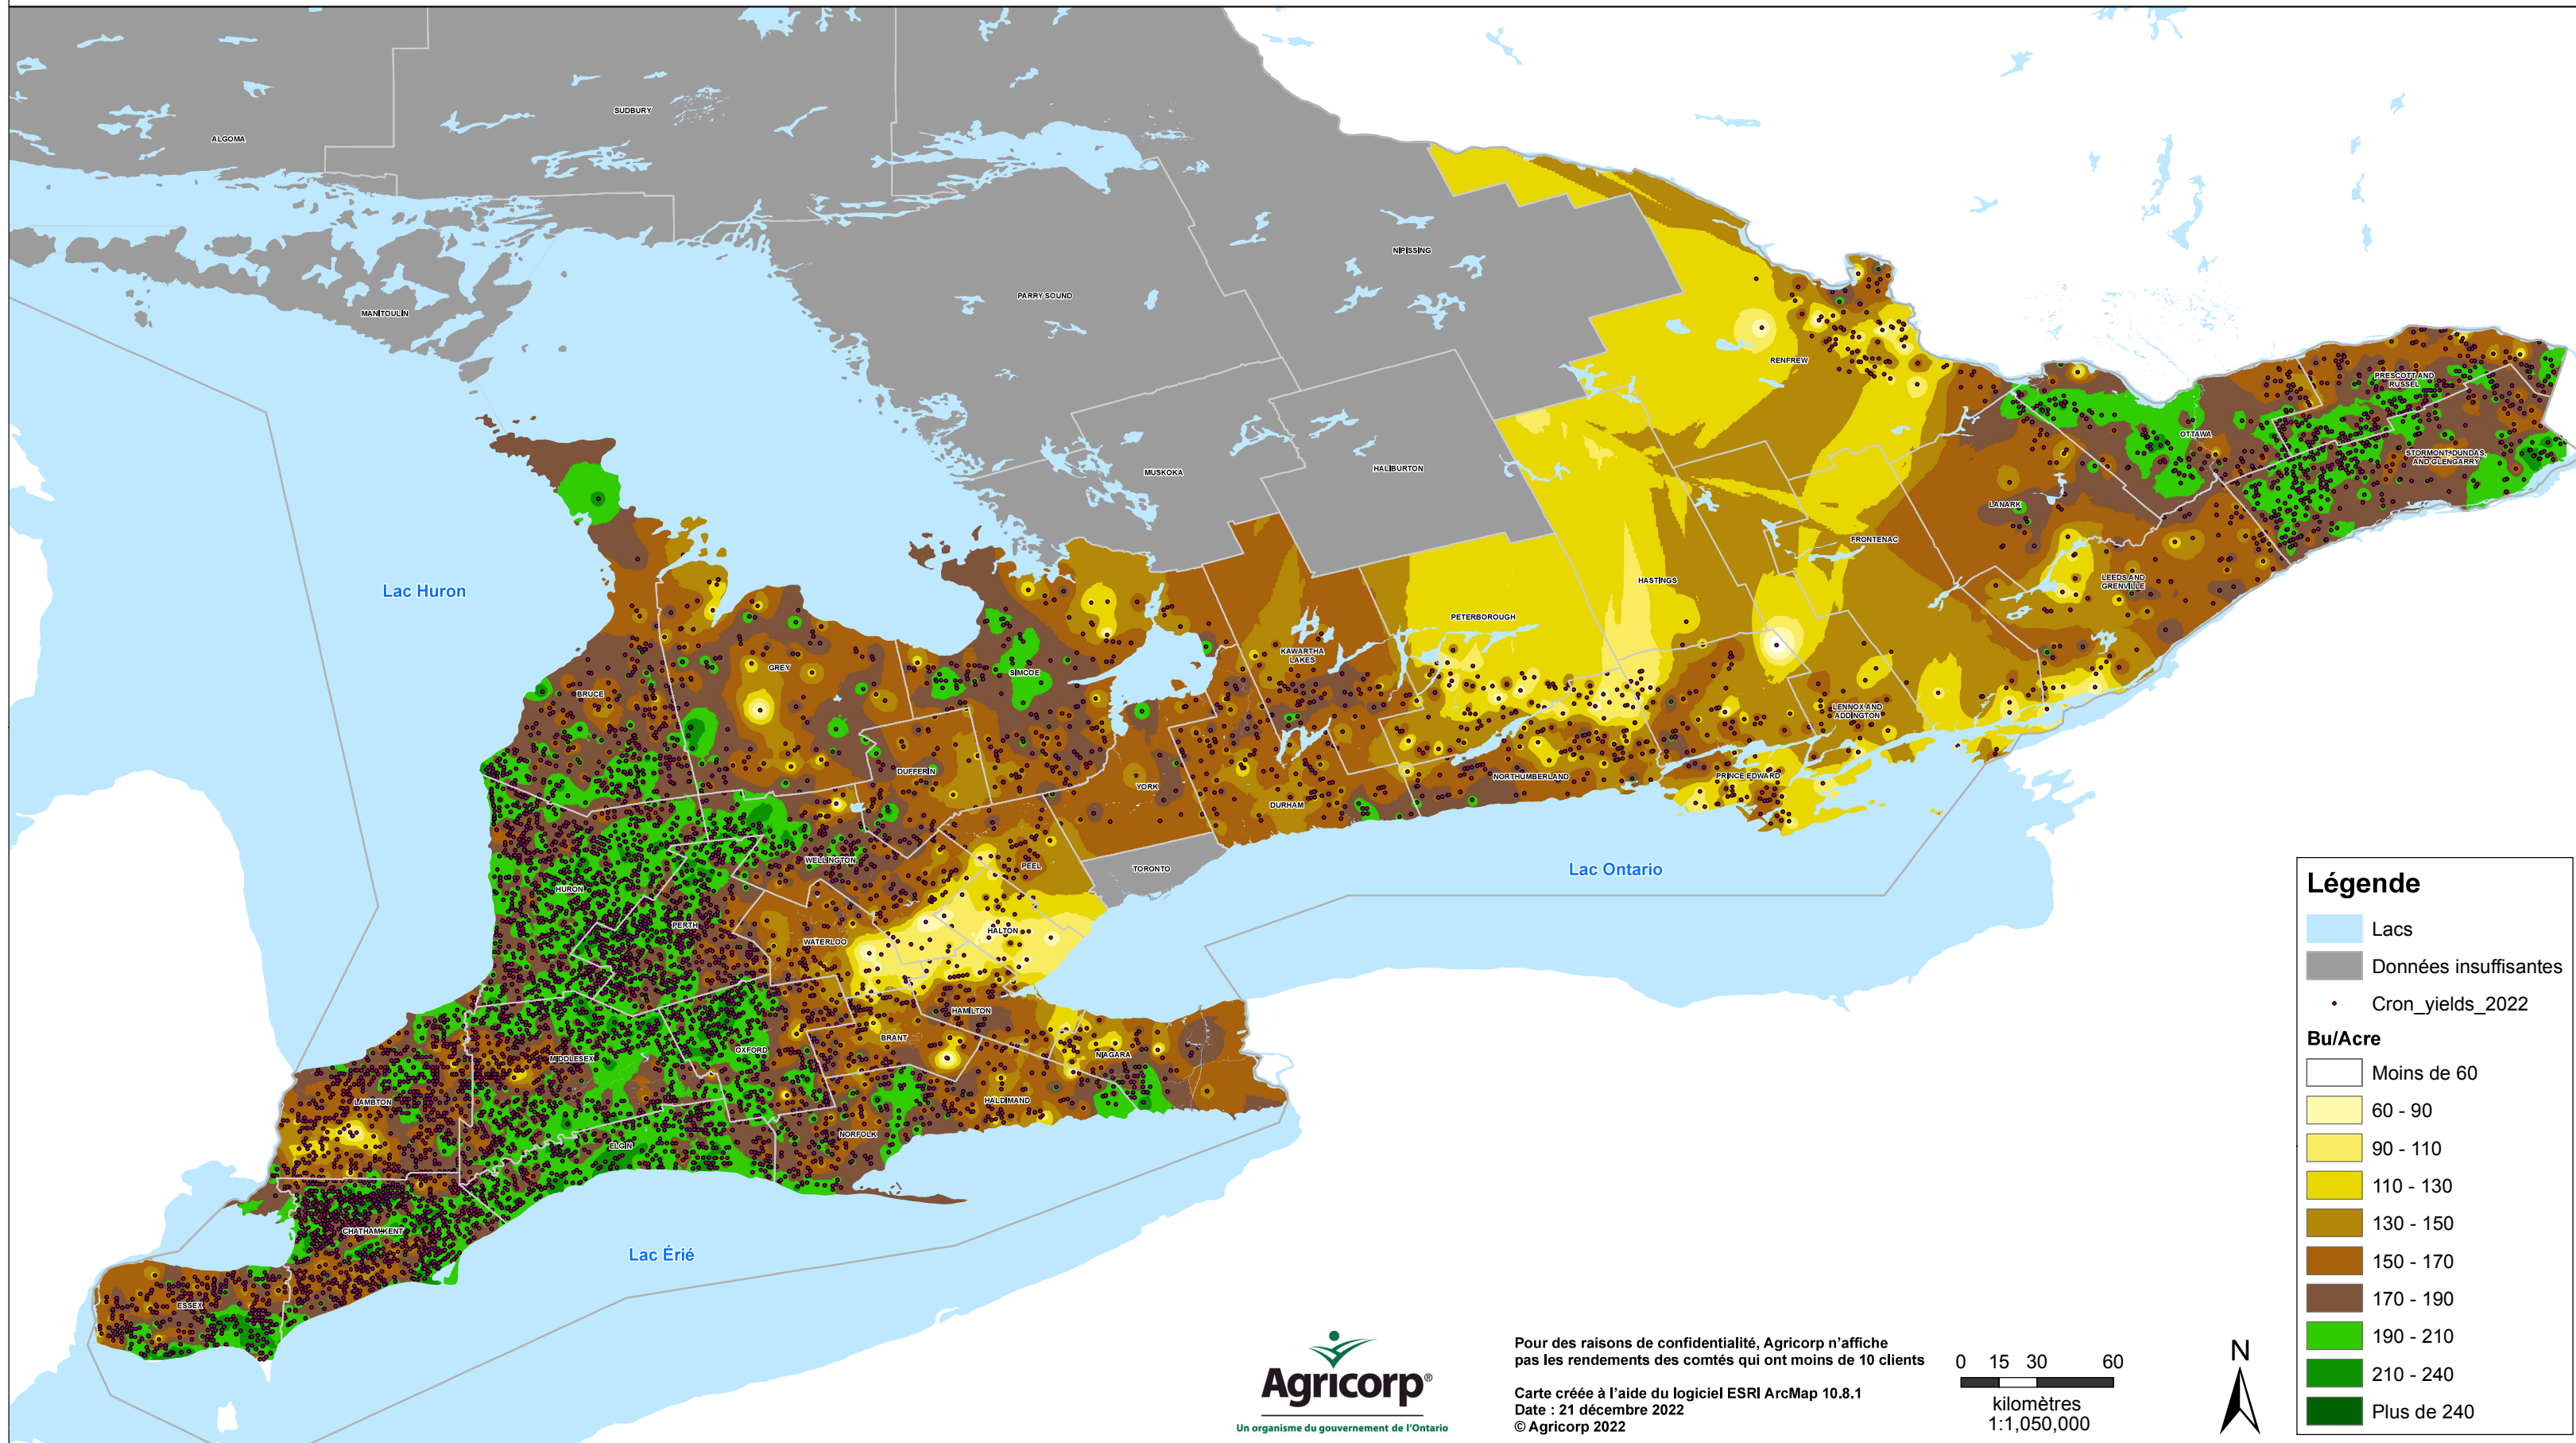 SUDBURY
ALGOMA
NIPISSING
PARRY SOUND
MANITOULIN
RENFREW
PRESCOTT AND
RUSSEL
OTTAWA
STORMONT, DUNDAS,
AND GLENGARRY
MUSKOKA
HALIBURTON
LANARK
FRONTENAC
Lac Huron
HASTINGS
LEEDS AND
GRENVILLE
PETERBOROUGH
KAWARTHA
LAKES
GREY
SIMCOE
BRUCE
LENNOX AND
ADDINGTON
DUFFERIN
NORTHUMBERLAND
PRINCE EDWARD
YORK
DURHAM
WELLINGTON
PEEL
TORONTO
Lac Ontario
HURON
PERTH
HALTON
WATERLOO
HAMILTON
BRANT
OXFORD
NIAGARA
MIDDLESEX
LAMBTON
HALDIMAND
NORFOLK
ELGIN
CHATHAM-KENT
Lac Érié
ESSEX
Légende
Lacs
Données insuffisantes
Cron_yields_2022
Bu/Acre
Moins de 60
60 - 90
90 - 110
110 - 130
130 - 150
150 - 170
170 - 190
190 - 210
210 - 240
Plus de 240
Agricorp®
Un organisme du gouvernement de l'Ontario
Pour des raisons de confidentialité, Agricorp n'affiche
pas les rendements des comtés qui ont moins de 10 clients
Carte créée à l'aide du logiciel ESRI ArcMap 10.8.1
Date : 21 décembre 2022
© Agricorp 2022
0 15 30 60
kilomètres
1:1,050,000
N